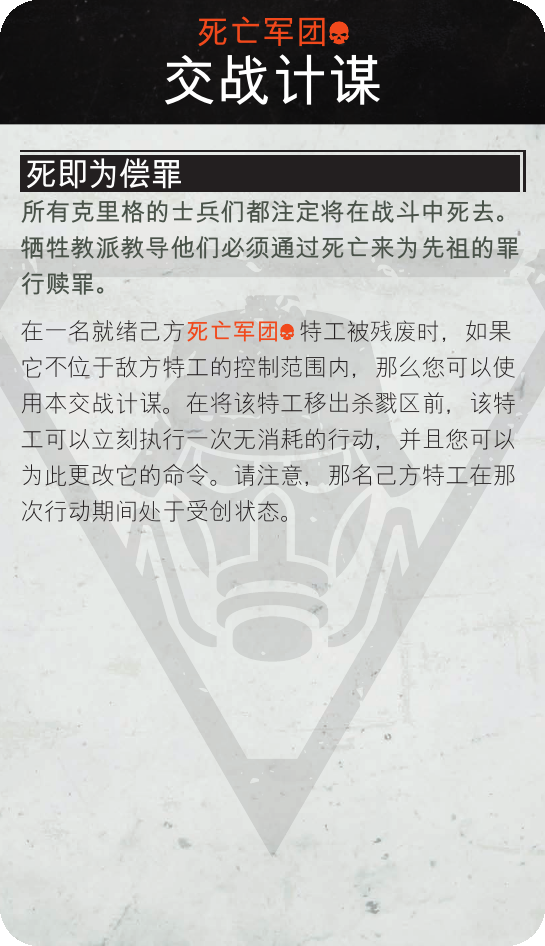 死亡军团
交战计谋
死即为偿罪
所有克里格的士兵们都注定将在战斗中死去。
牺牲教派教导他们必须通过死亡来为先祖的罪
行赎罪。
在一名就绪己方死亡军团特工被残废时，如果
它不位于敌方特工的控制范围内，那么您可以使
用本交战计谋。在将该特工移出杀戮区前，该特
工可以立刻执行一次无消耗的行动，并且您可以
为此更改它的命令。请注意，那名己方特工在那
次行动期间处于受创状态。